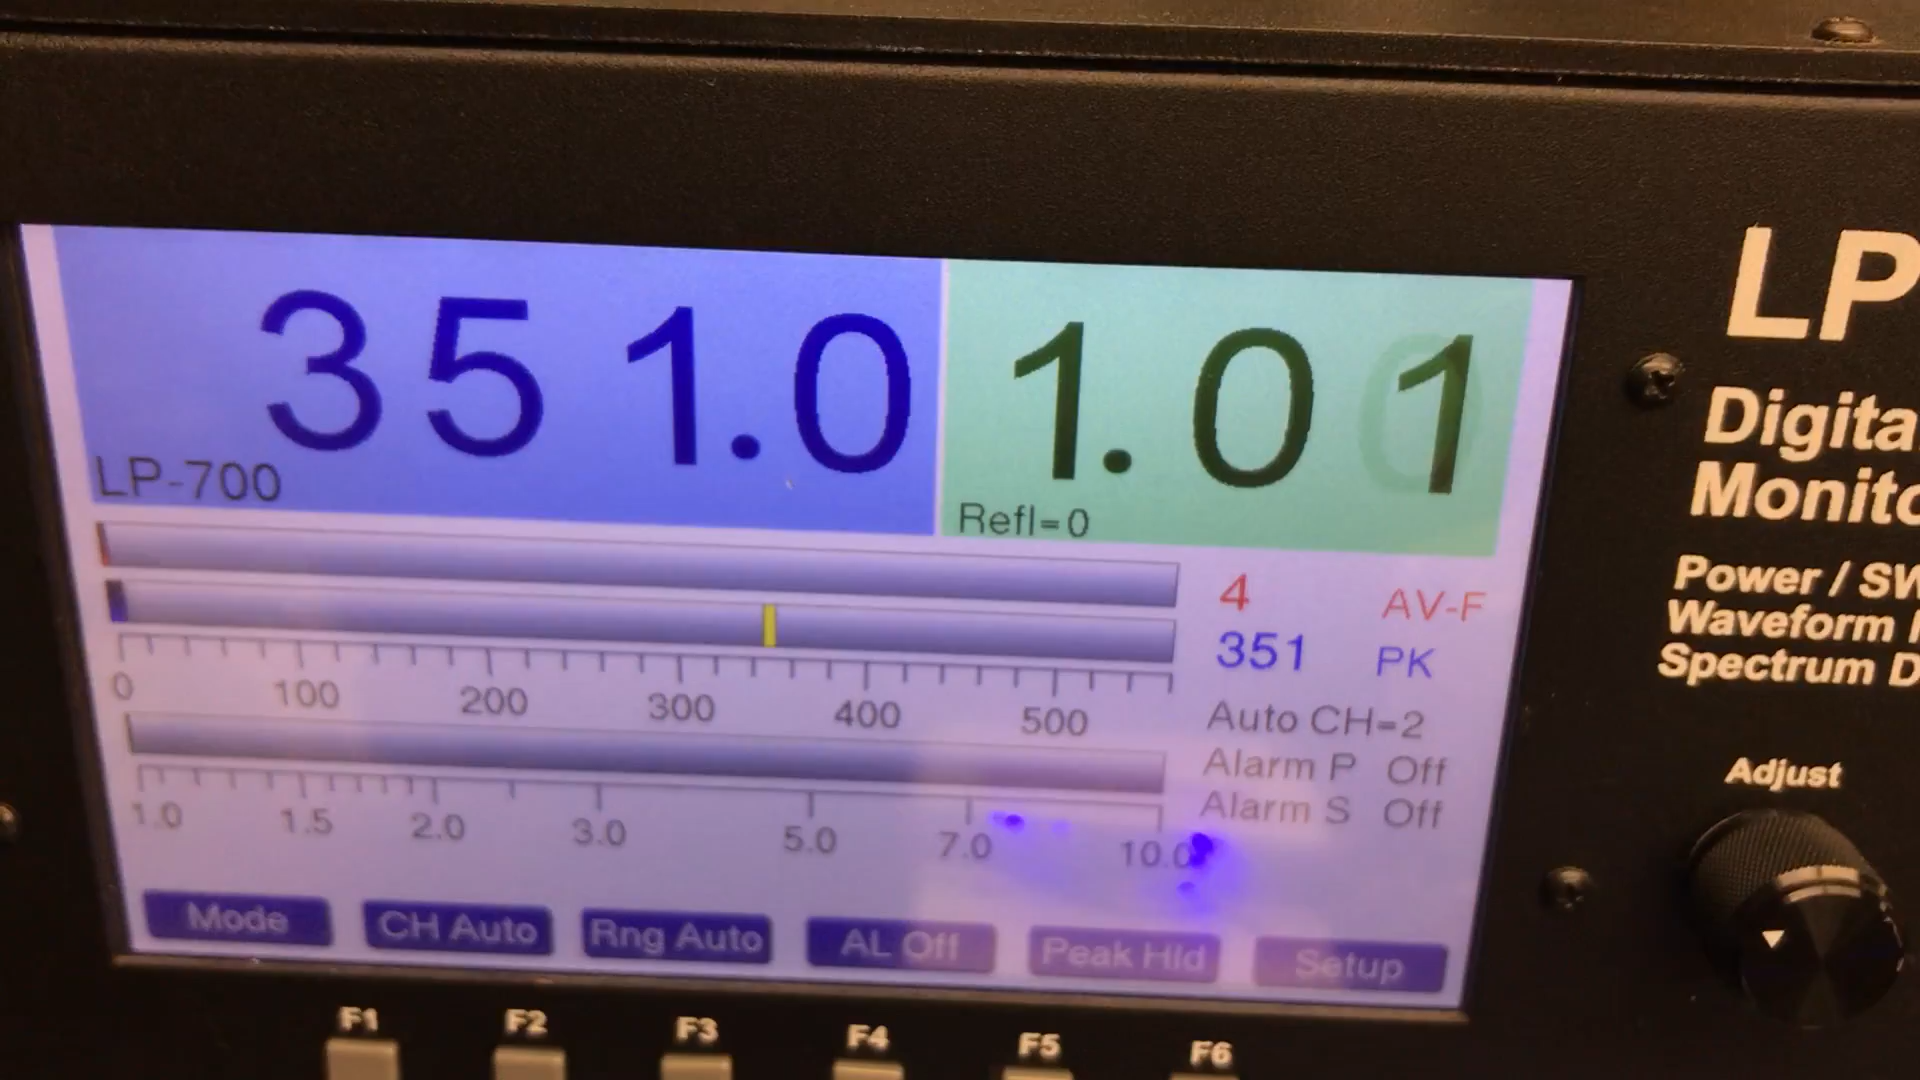 351.0
1.01
LP-700
Refl=0
4 AV-F
351 PK
0 100 200 300 400 500
Auto CH=2
Alarm P Off
Alarm S Off
1.0 1.5 2.0 3.0 5.0 7.0 10.0
Mode CH Auto Rng Auto AL Off Peak Hld Setup
F1 F2 F3 F4 F5 F6
LP
Digita
Monito
Power / SW
Waveform
Spectrum D
Adjust